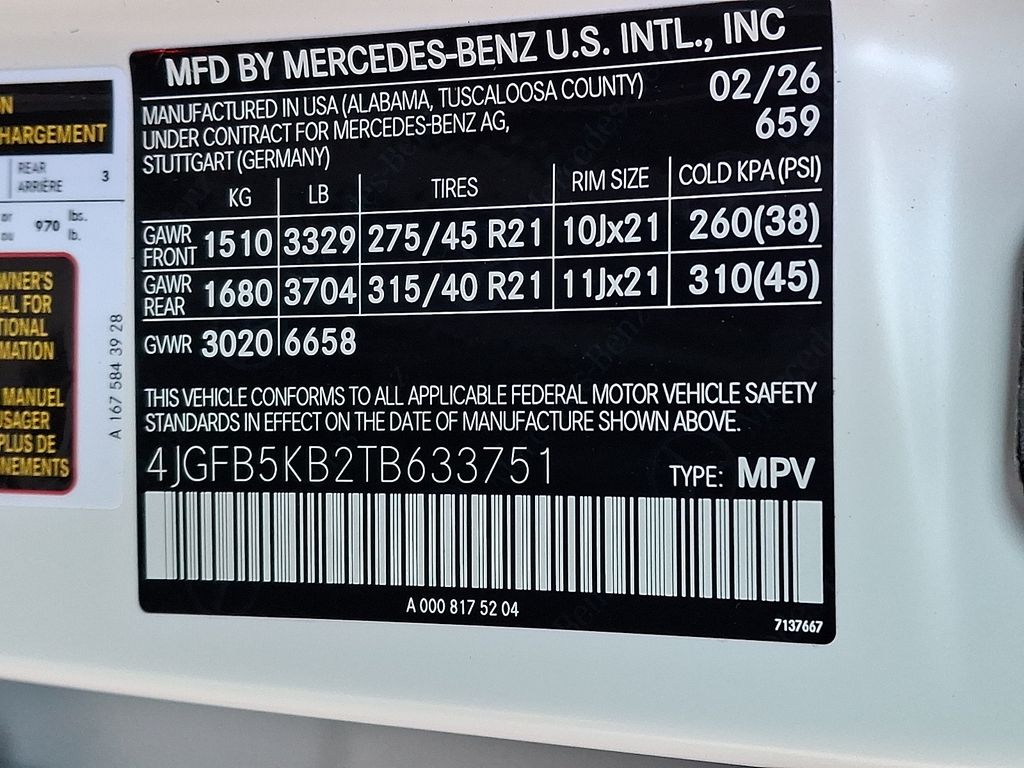 MFD BY MERCEDES-BENZ U.S. INTL., INC
MANUFACTURED IN USA (ALABAMA, TUSCALOOSA COUNTY) 02/26
UNDER CONTRACT FOR MERCEDES-BENZ AG, 659
STUTTGART (GERMANY)
KG LB TIRES RIM SIZE COLD KPA (PSI)
GAWR FRONT 1510 3329 275/45 R21 10Jx21 260(38)
GAWR REAR 1680 3704 315/40 R21 11Jx21 310(45)
GVWR 3020 6658
THIS VEHICLE CONFORMS TO ALL APPLICABLE FEDERAL MOTOR VEHICLE SAFETY
STANDARDS IN EFFECT ON THE DATE OF MANUFACTURE SHOWN ABOVE.
4JGFB5KB2TB633751 TYPE: MPV
A 000 817 52 04
7137667
HARGEMENT
REAR
ARRIÈRE 3
or 970 lbs.
ou lb.
WNER'S
AL FOR
TIONAL
MATION
MANUEL
USAGER
PLUS DE
NEMENTS
A 167 584 39 28